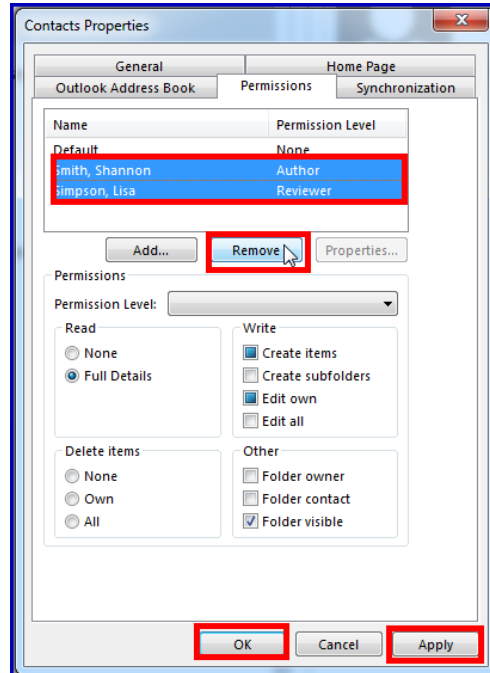 Contacts Properties
General Home Page
Outlook Address Book Permissions Synchronization
Name Permission Level
Default None
Smith, Shannon Author
Simpson, Lisa Reviewer
Add... Remove Properties...
Permissions
Permission Level:
Read Write
None Create items
Full Details Create subfolders
Edit own
Edit all
Delete items Other
None Folder owner
Own Folder contact
All Folder visible
OK Cancel Apply